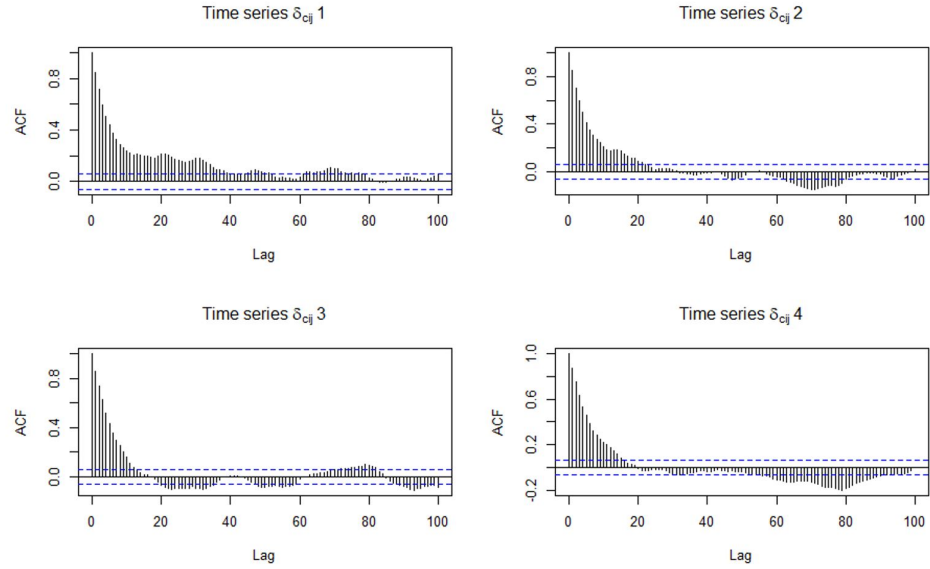 Time series δcij 1
ACF
0.8
0.4
0.0
0 20 40 60 80 100
Lag
Time series δcij 2
ACF
0.8
0.4
0.0
0 20 40 60 80 100
Lag
Time series δcij 3
ACF
0.8
0.4
0.0
0 20 40 60 80 100
Lag
Time series δcij 4
ACF
1.0
0.6
0.2
-0.2
0 20 40 60 80 100
Lag